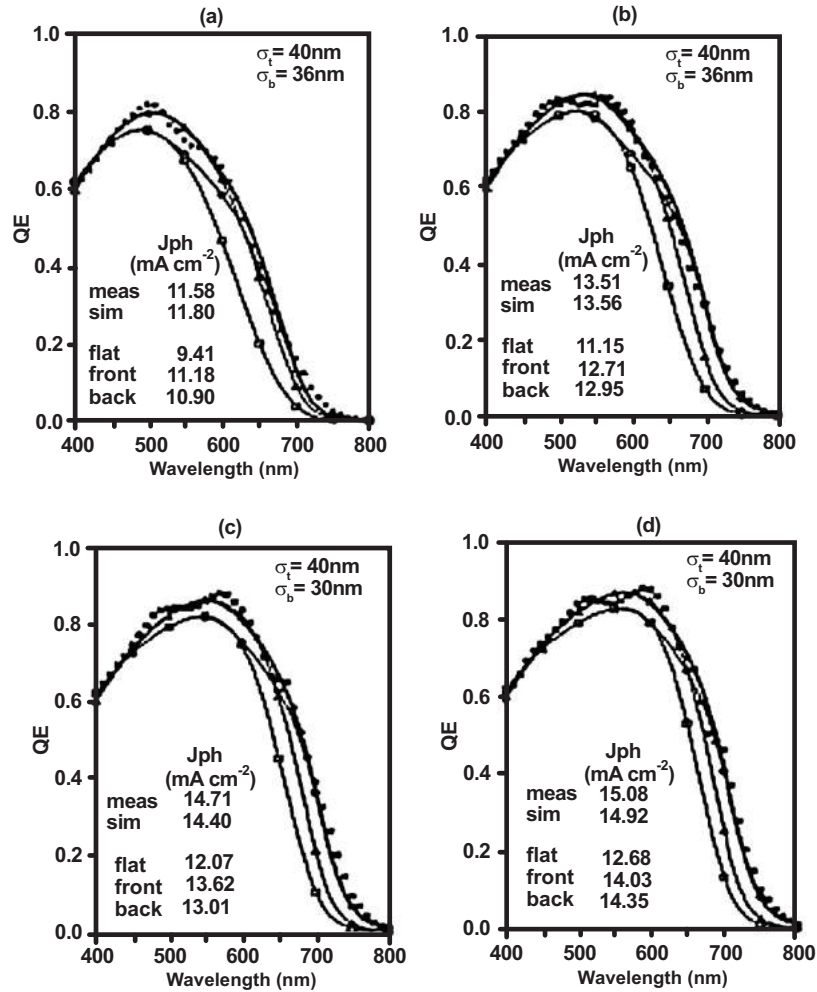 (a)
1.0
0.8
0.6
0.4
0.2
0.0
QE
σt = 40nm
σb = 36nm
Jph
(mA cm-2)
meas 11.58
sim 11.80
flat 9.41
front 11.18
back 10.90
400 500 600 700 800
Wavelength (nm)
(b)
1.0
0.8
0.6
0.4
0.2
0.0
QE
σt = 40nm
σb = 36nm
Jph
(mA cm-2)
meas 13.51
sim 13.56
flat 11.15
front 12.71
back 12.95
400 500 600 700 800
Wavelength (nm)
(c)
1.0
0.8
0.6
0.4
0.2
0.0
QE
σt = 40nm
σb = 30nm
Jph
(mA cm-2)
meas 14.71
sim 14.40
flat 12.07
front 13.62
back 13.01
400 500 600 700 800
Wavelength (nm)
(d)
1.0
0.8
0.6
0.4
0.2
0.0
QE
σt = 40nm
σb = 30nm
Jph
(mA cm-2)
meas 15.08
sim 14.92
flat 12.68
front 14.03
back 14.35
400 500 600 700 800
Wavelength (nm)